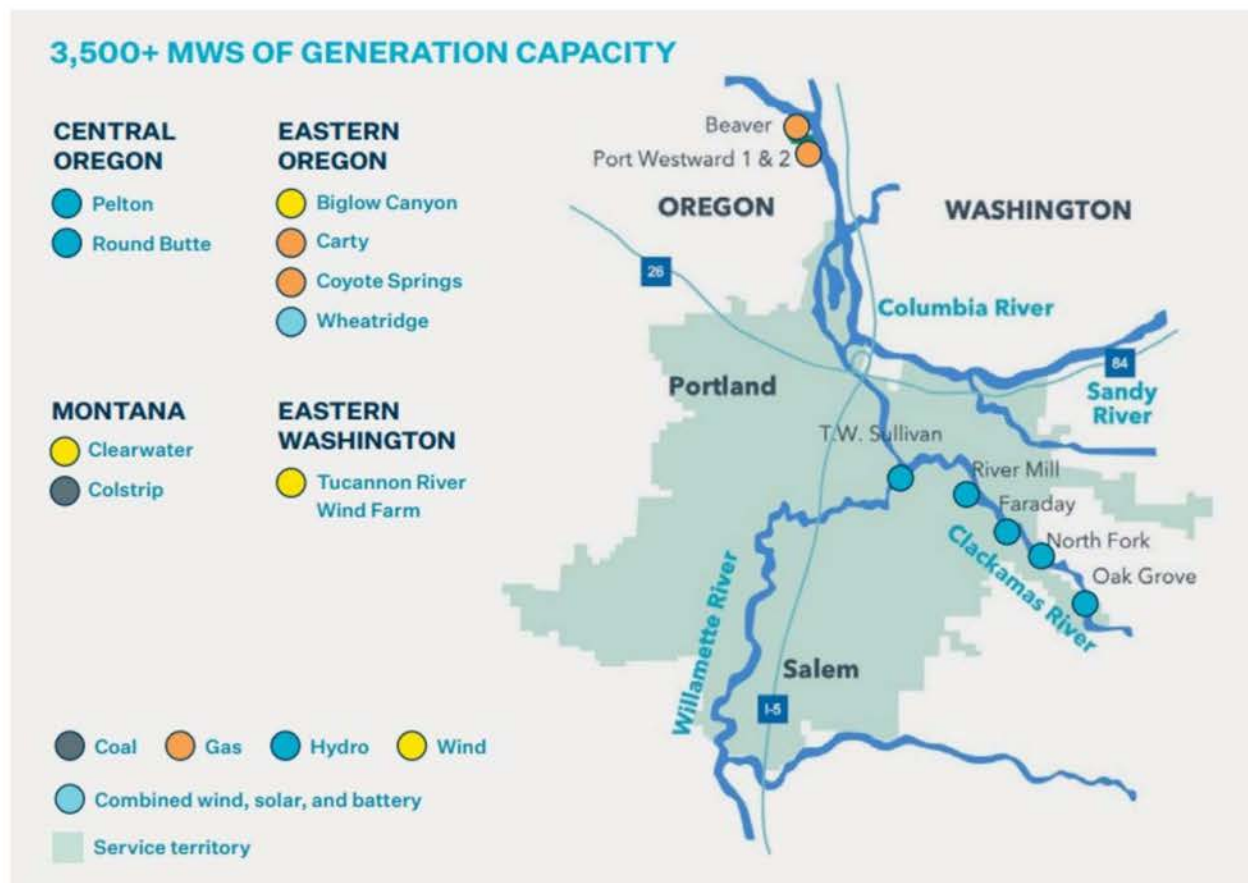 3,500+ MWS OF GENERATION CAPACITY
CENTRAL
OREGON
Pelton
Round Butte
EASTERN
OREGON
Biglow Canyon
Carty
Coyote Springs
Wheatridge
MONTANA
Clearwater
Colstrip
EASTERN
WASHINGTON
Tucannon River
Wind Farm
Coal
Gas
Hydro
Wind
Combined wind, solar, and battery
Service territory
Beaver
Port Westward 1 & 2
OREGON
WASHINGTON
26
Columbia River
84
Portland
Sandy
River
T.W. Sullivan
River Mill
Faraday
North Fork
Oak Grove
Clackamas River
Willamette River
Salem
I-5